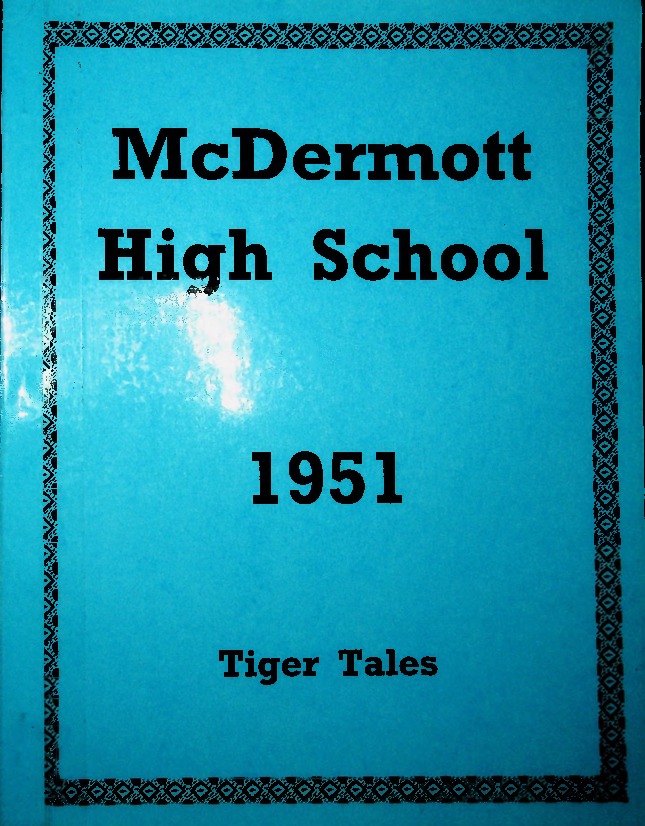 McDermott
High School
1951
Tiger Tales